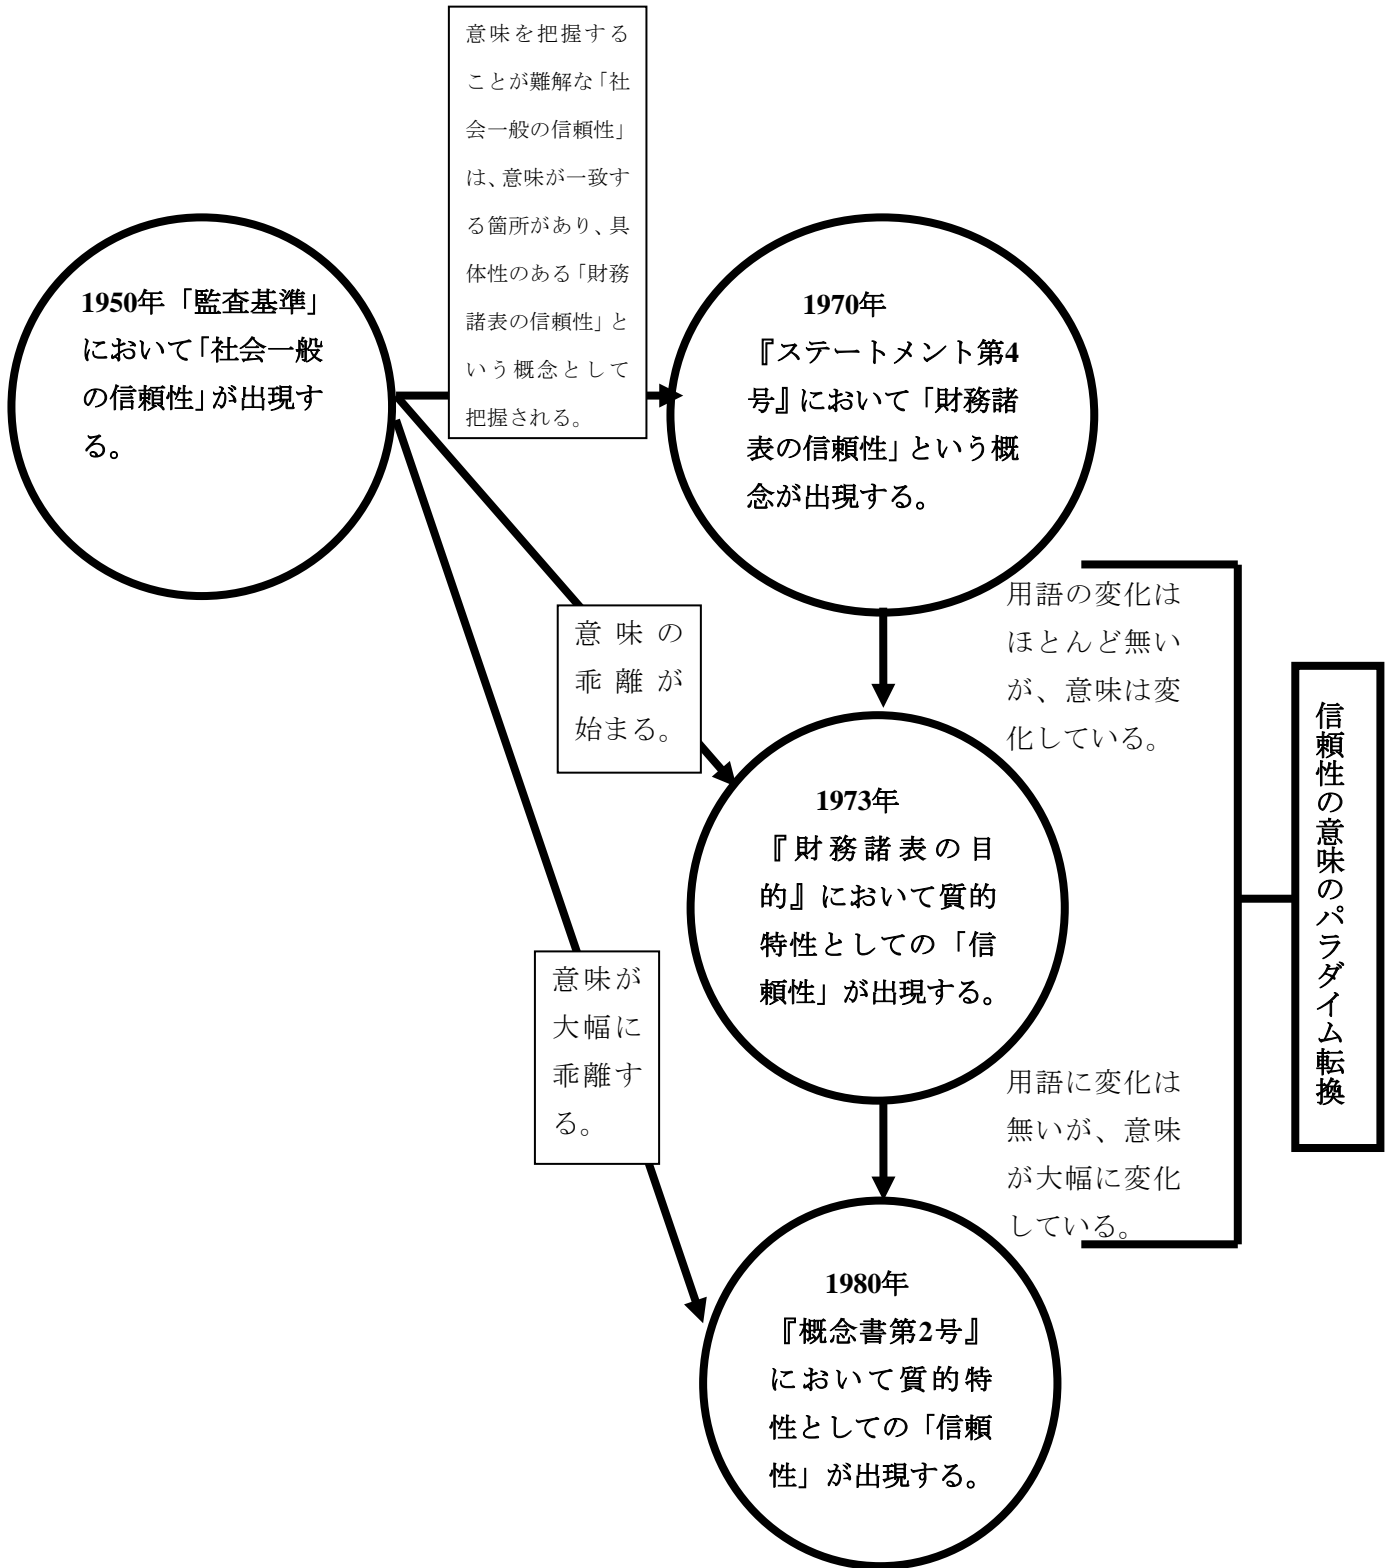 意味を把握する
ことが難解な「社
会一般の信頼性」
は、意味が一致す
る箇所があり、具
体性のある「財務
諸表の信頼性」と
いう概念として
把握される。
1950年「監査基準」
において「社会一般
の信頼性」が出現す
る。
1970年
『ステートメント第4
号』において「財務諸
表の信頼性」という概
念が出現する。
用語の変化は
ほとんど無い
が、意味は変
化している。
意味の
乖離が
始まる。
信頼性の意味のパラダイム転換
1973年
『財務諸表の目
的』において質的
特性としての「信
頼性」が出現する。
意味が
大幅に
乖離す
る。
用語に変化は
無いが、意味
が大幅に変化
している。
1980年
『概念書第2号』
において質的特
性としての「信頼
性」が出現する。